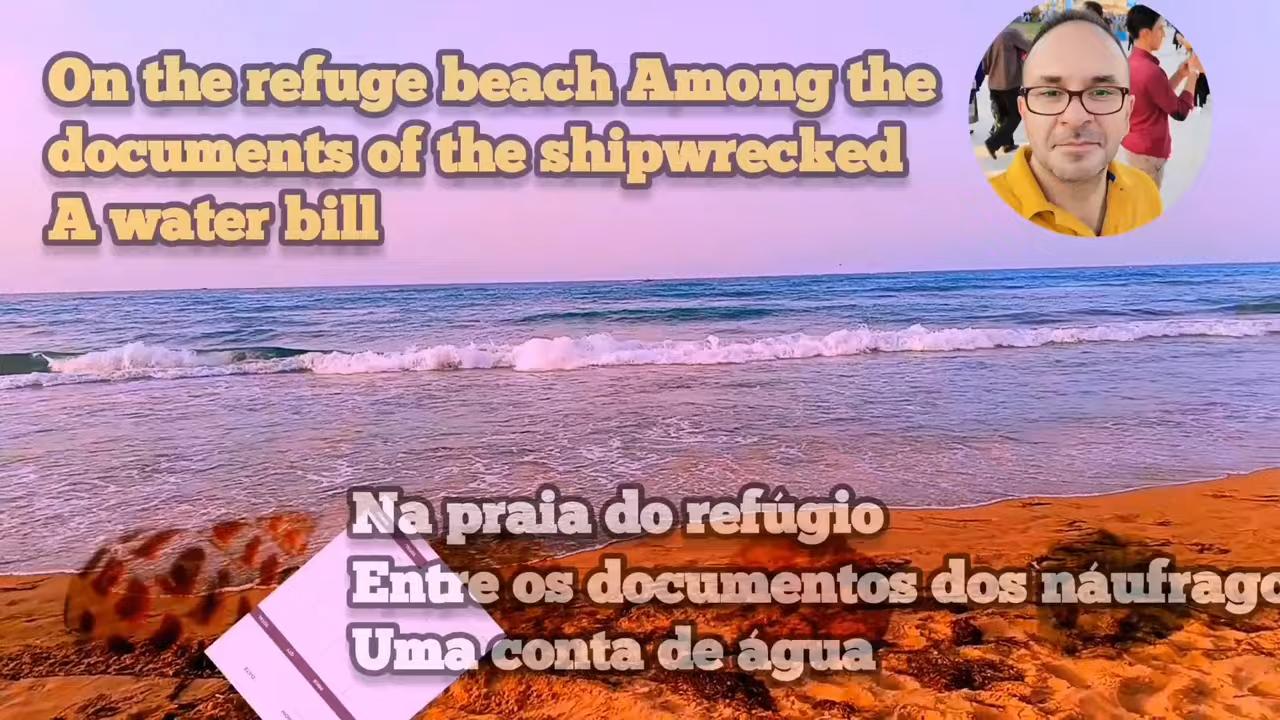 On the refuge beach Among the
documents of the shipwrecked
A water bill
Na praia do refúgio
Entre os documentos dos náufrago
Uma conta de água
DATE